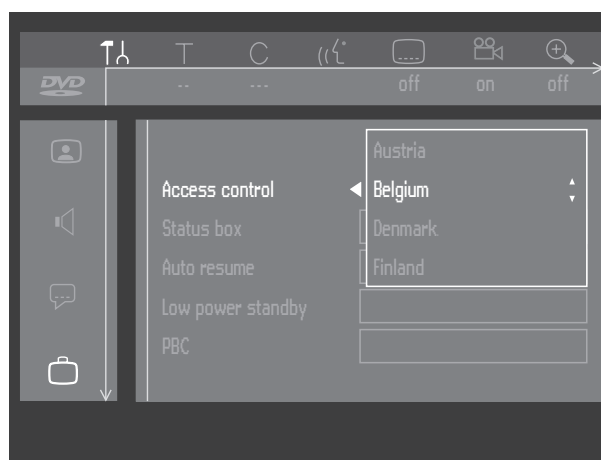 T C
DVD -- --- off on off
Austria
Access control Belgium
Status box Denmark
Auto resume Finland
Low power standby
PBC